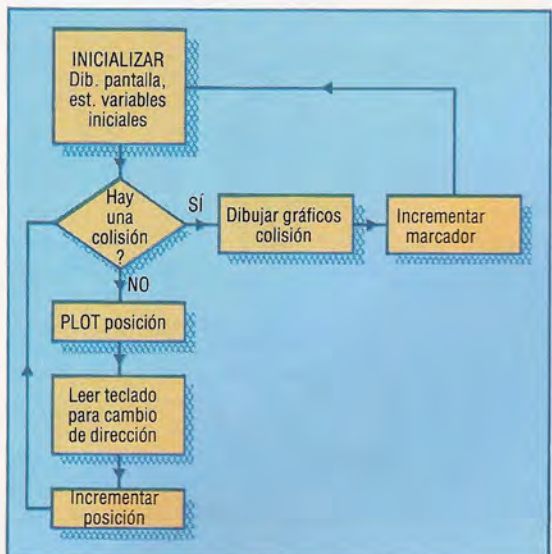 INICIALIZAR
Dib. pantalla,
est. variables
iniciales
Hay
una
colisión
?
SÍ
Dibujar gráficos
colisión
Incrementar
marcador
NO
PLOT posición
Leer teclado
para cambio
de dirección
Incrementar
posición